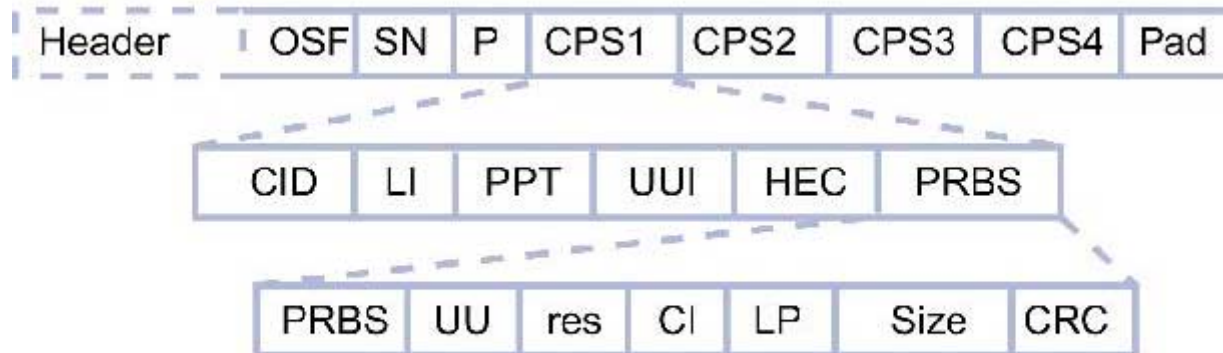 Header OSF SN P CPS1 CPS2 CPS3 CPS4 Pad
CID LI PPT UUI HEC PRBS
PRBS UU res CI LP Size CRC